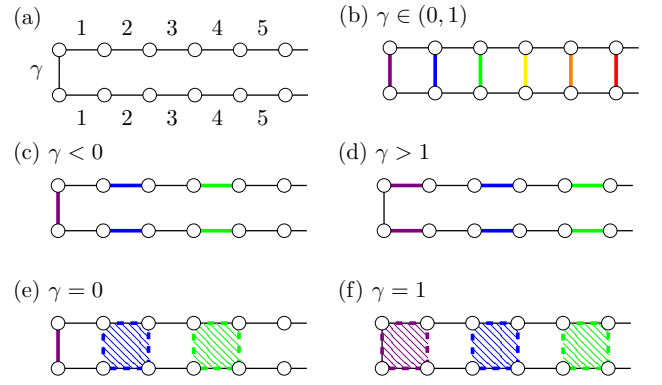 (a)
1 2 3 4 5
γ
1 2 3 4 5
(b) γ ∈ (0, 1)
(c) γ < 0
(d) γ > 1
(e) γ = 0
(f) γ = 1